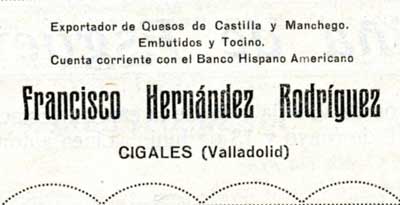 Exportador de Quesos de Castilla y Manchego.
Embutidos y Tocino.
Cuenta corriente con el Banco Hispano Americano
Francisco Hernández Rodríguez
CIGALES (Valladolid)